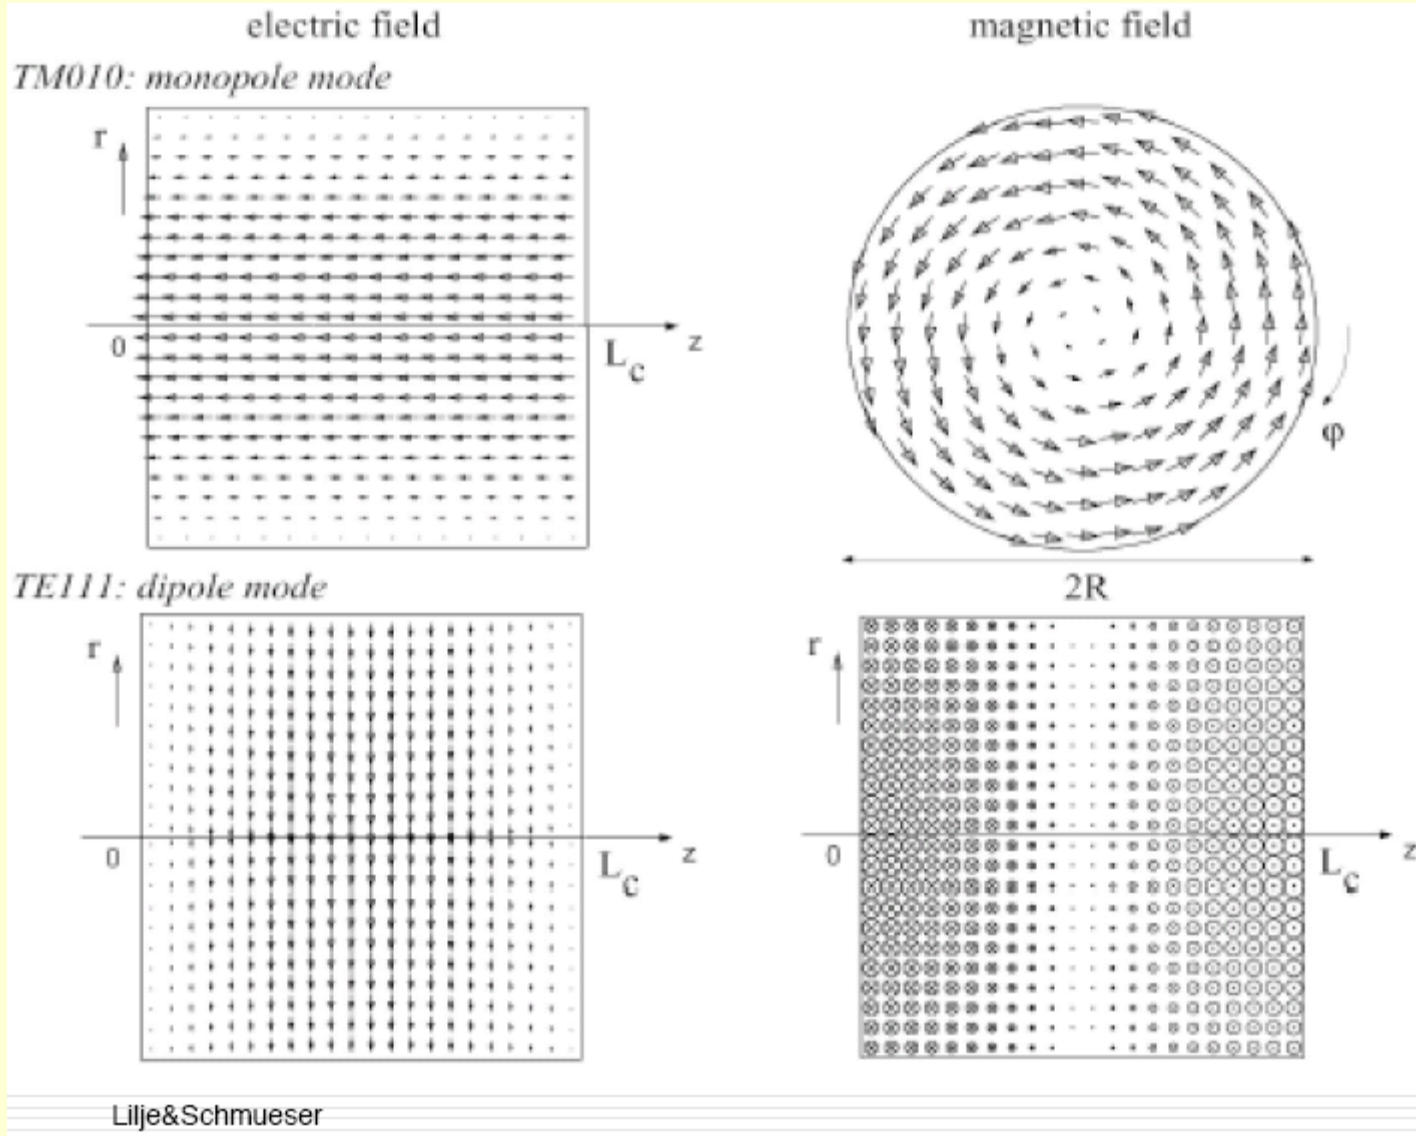 electric field
magnetic field
TM010: monopole mode
r
0
L_c
z
φ
2R
TE111: dipole mode
r
0
L_c
z
r
0
L_c
z
Lilje&Schmueser